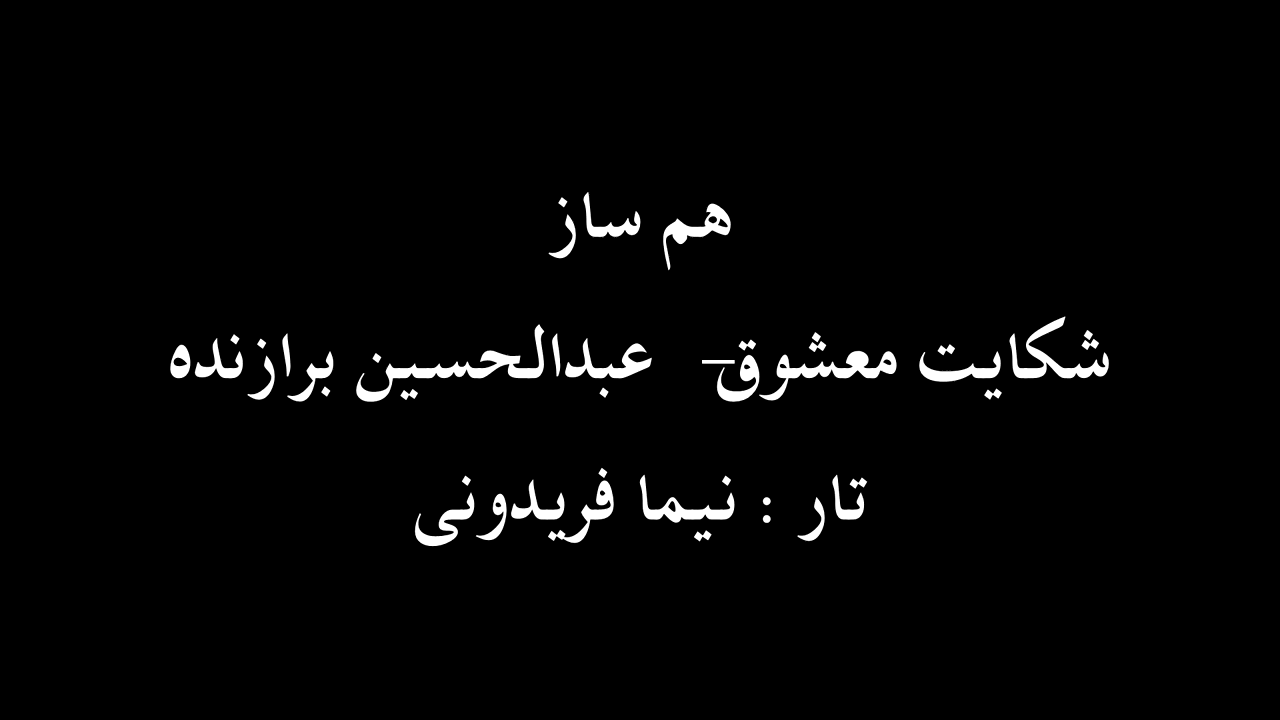 هم ساز
شکایت معشوق– عبدالحسین برازنده
تار : نیما فریدونی